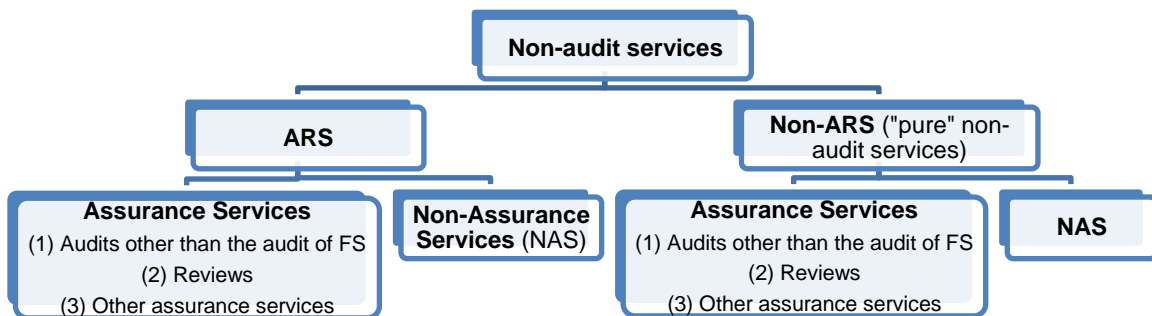 Non-audit services
ARS
Non-ARS ("pure" non-
audit services)
Assurance Services
(1) Audits other than the audit of FS
(2) Reviews
(3) Other assurance services
Non-Assurance
Services (NAS)
Assurance Services
(1) Audits other than the audit of FS
(2) Reviews
(3) Other assurance services
NAS